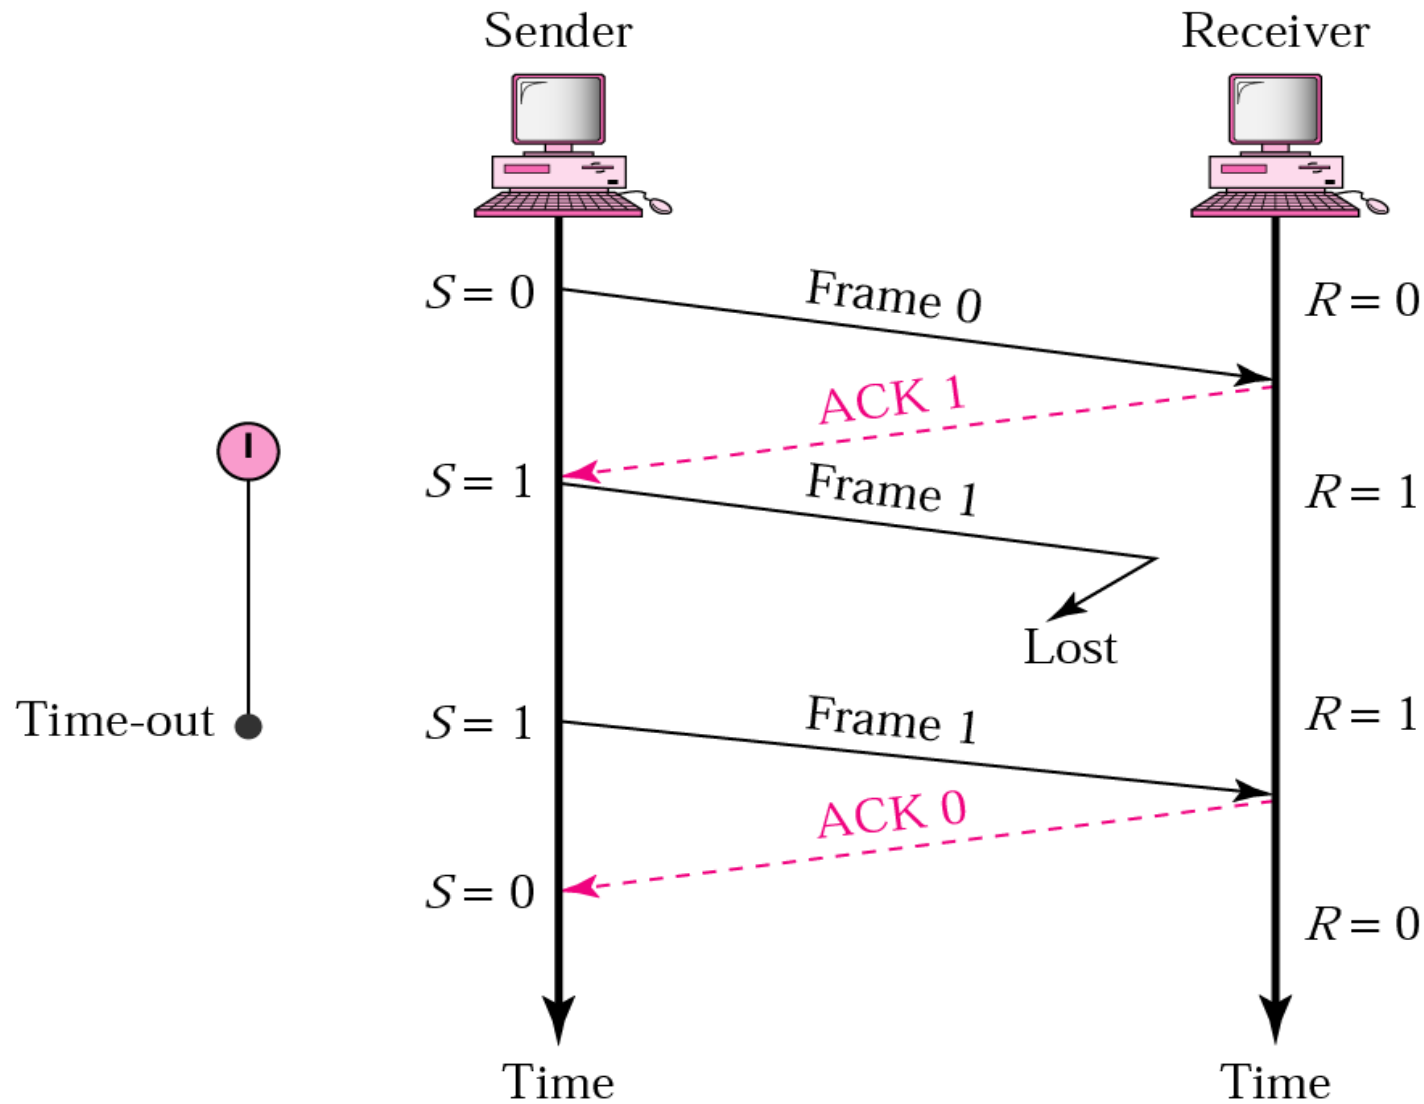 Sender
Receiver
S = 0
Frame 0
R = 0
ACK 1
S = 1
Frame 1
R = 1
Lost
Time-out
S = 1
Frame 1
R = 1
ACK 0
S = 0
R = 0
Time
Time